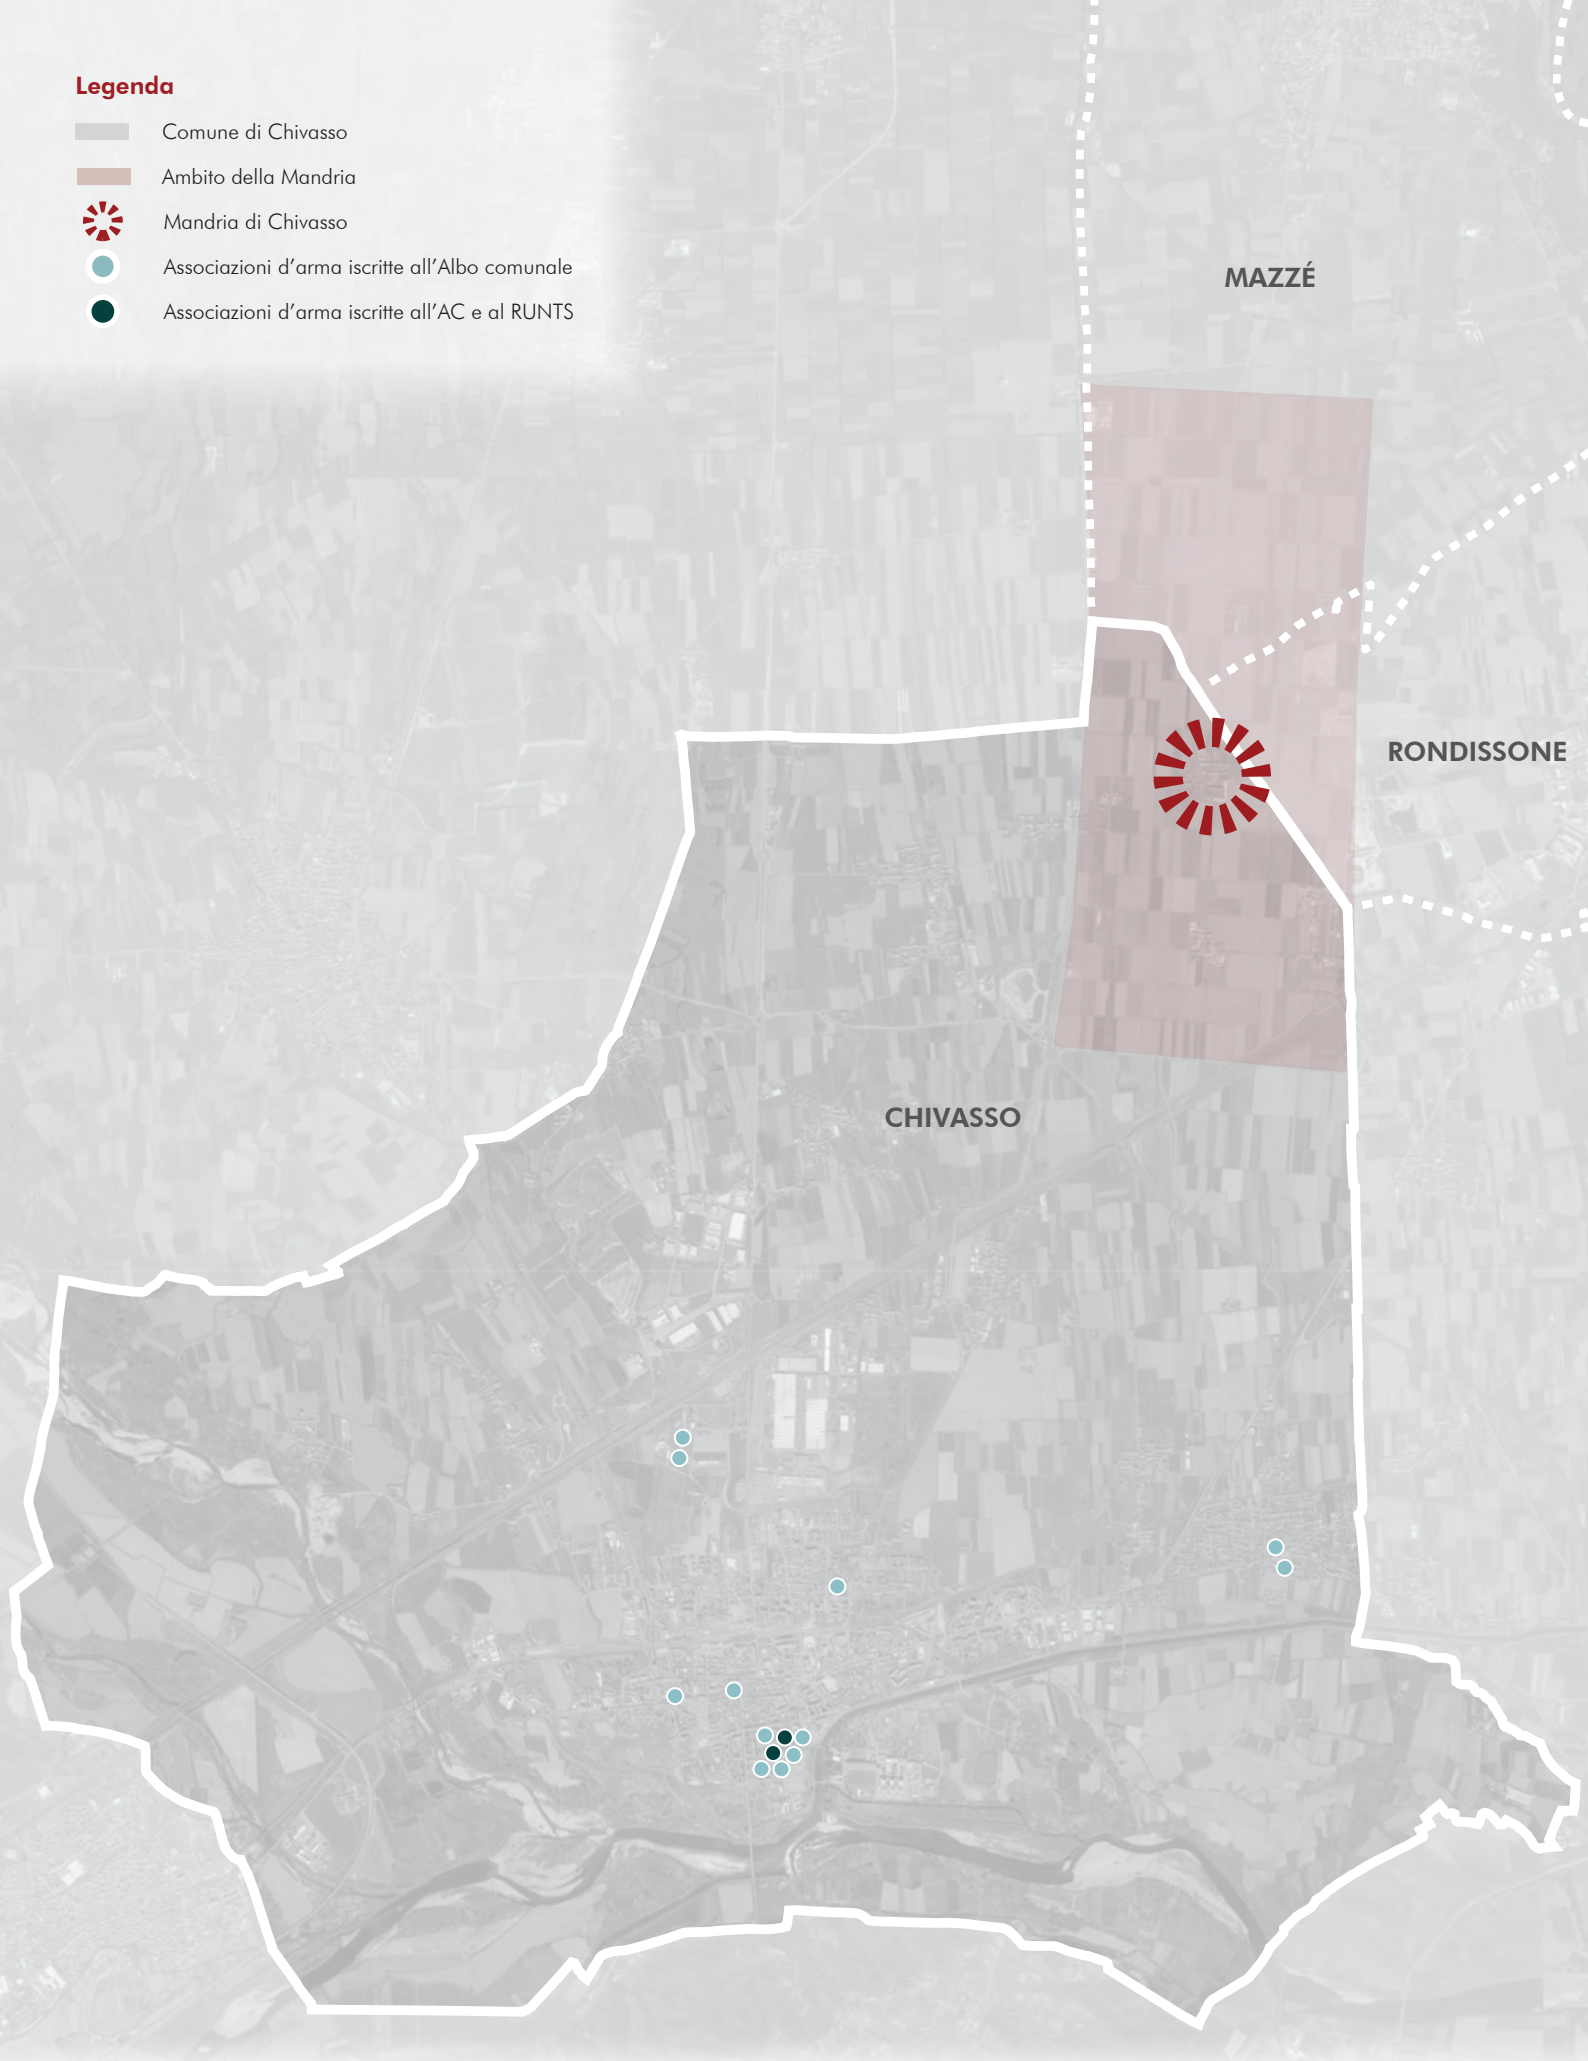 Legenda
Comune di Chivasso
Ambito della Mandria
Mandria di Chivasso
Associazioni d’arma iscritte all’Albo comunale
Associazioni d’arma iscritte all’AC e al RUNTS
MAZZÉ
RONDISSONE
CHIVASSO